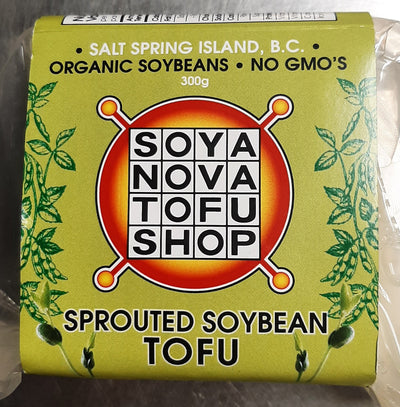 • SALT SPRING ISLAND, B.C. •
ORGANIC SOYBEANS • NO GMO'S
300g
SOYA
NOVA
TOFU
SHOP
SPROUTED SOYBEAN
TOFU